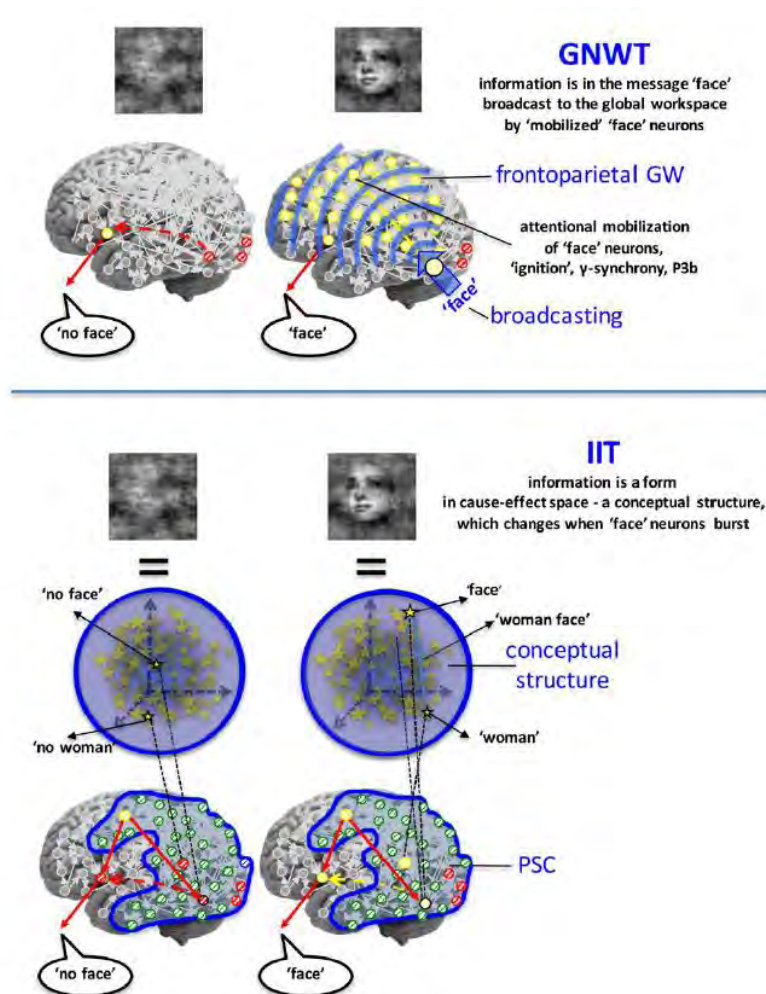 GNWT
information is in the message ‘face’
broadcast to the global workspace
by ‘mobilized’ ‘face’ neurons
frontoparietal GW
attentional mobilization
of ‘face’ neurons,
‘ignition’, γ-synchrony, P3b
‘face’
broadcasting
‘no face’
‘face’
IIT
information is a form
in cause-effect space - a conceptual structure,
which changes when ‘face’ neurons burst
=
=
‘no face’
‘face’
‘woman face’
conceptual
structure
‘no woman’
‘woman’
PSC
‘no face’
‘face’